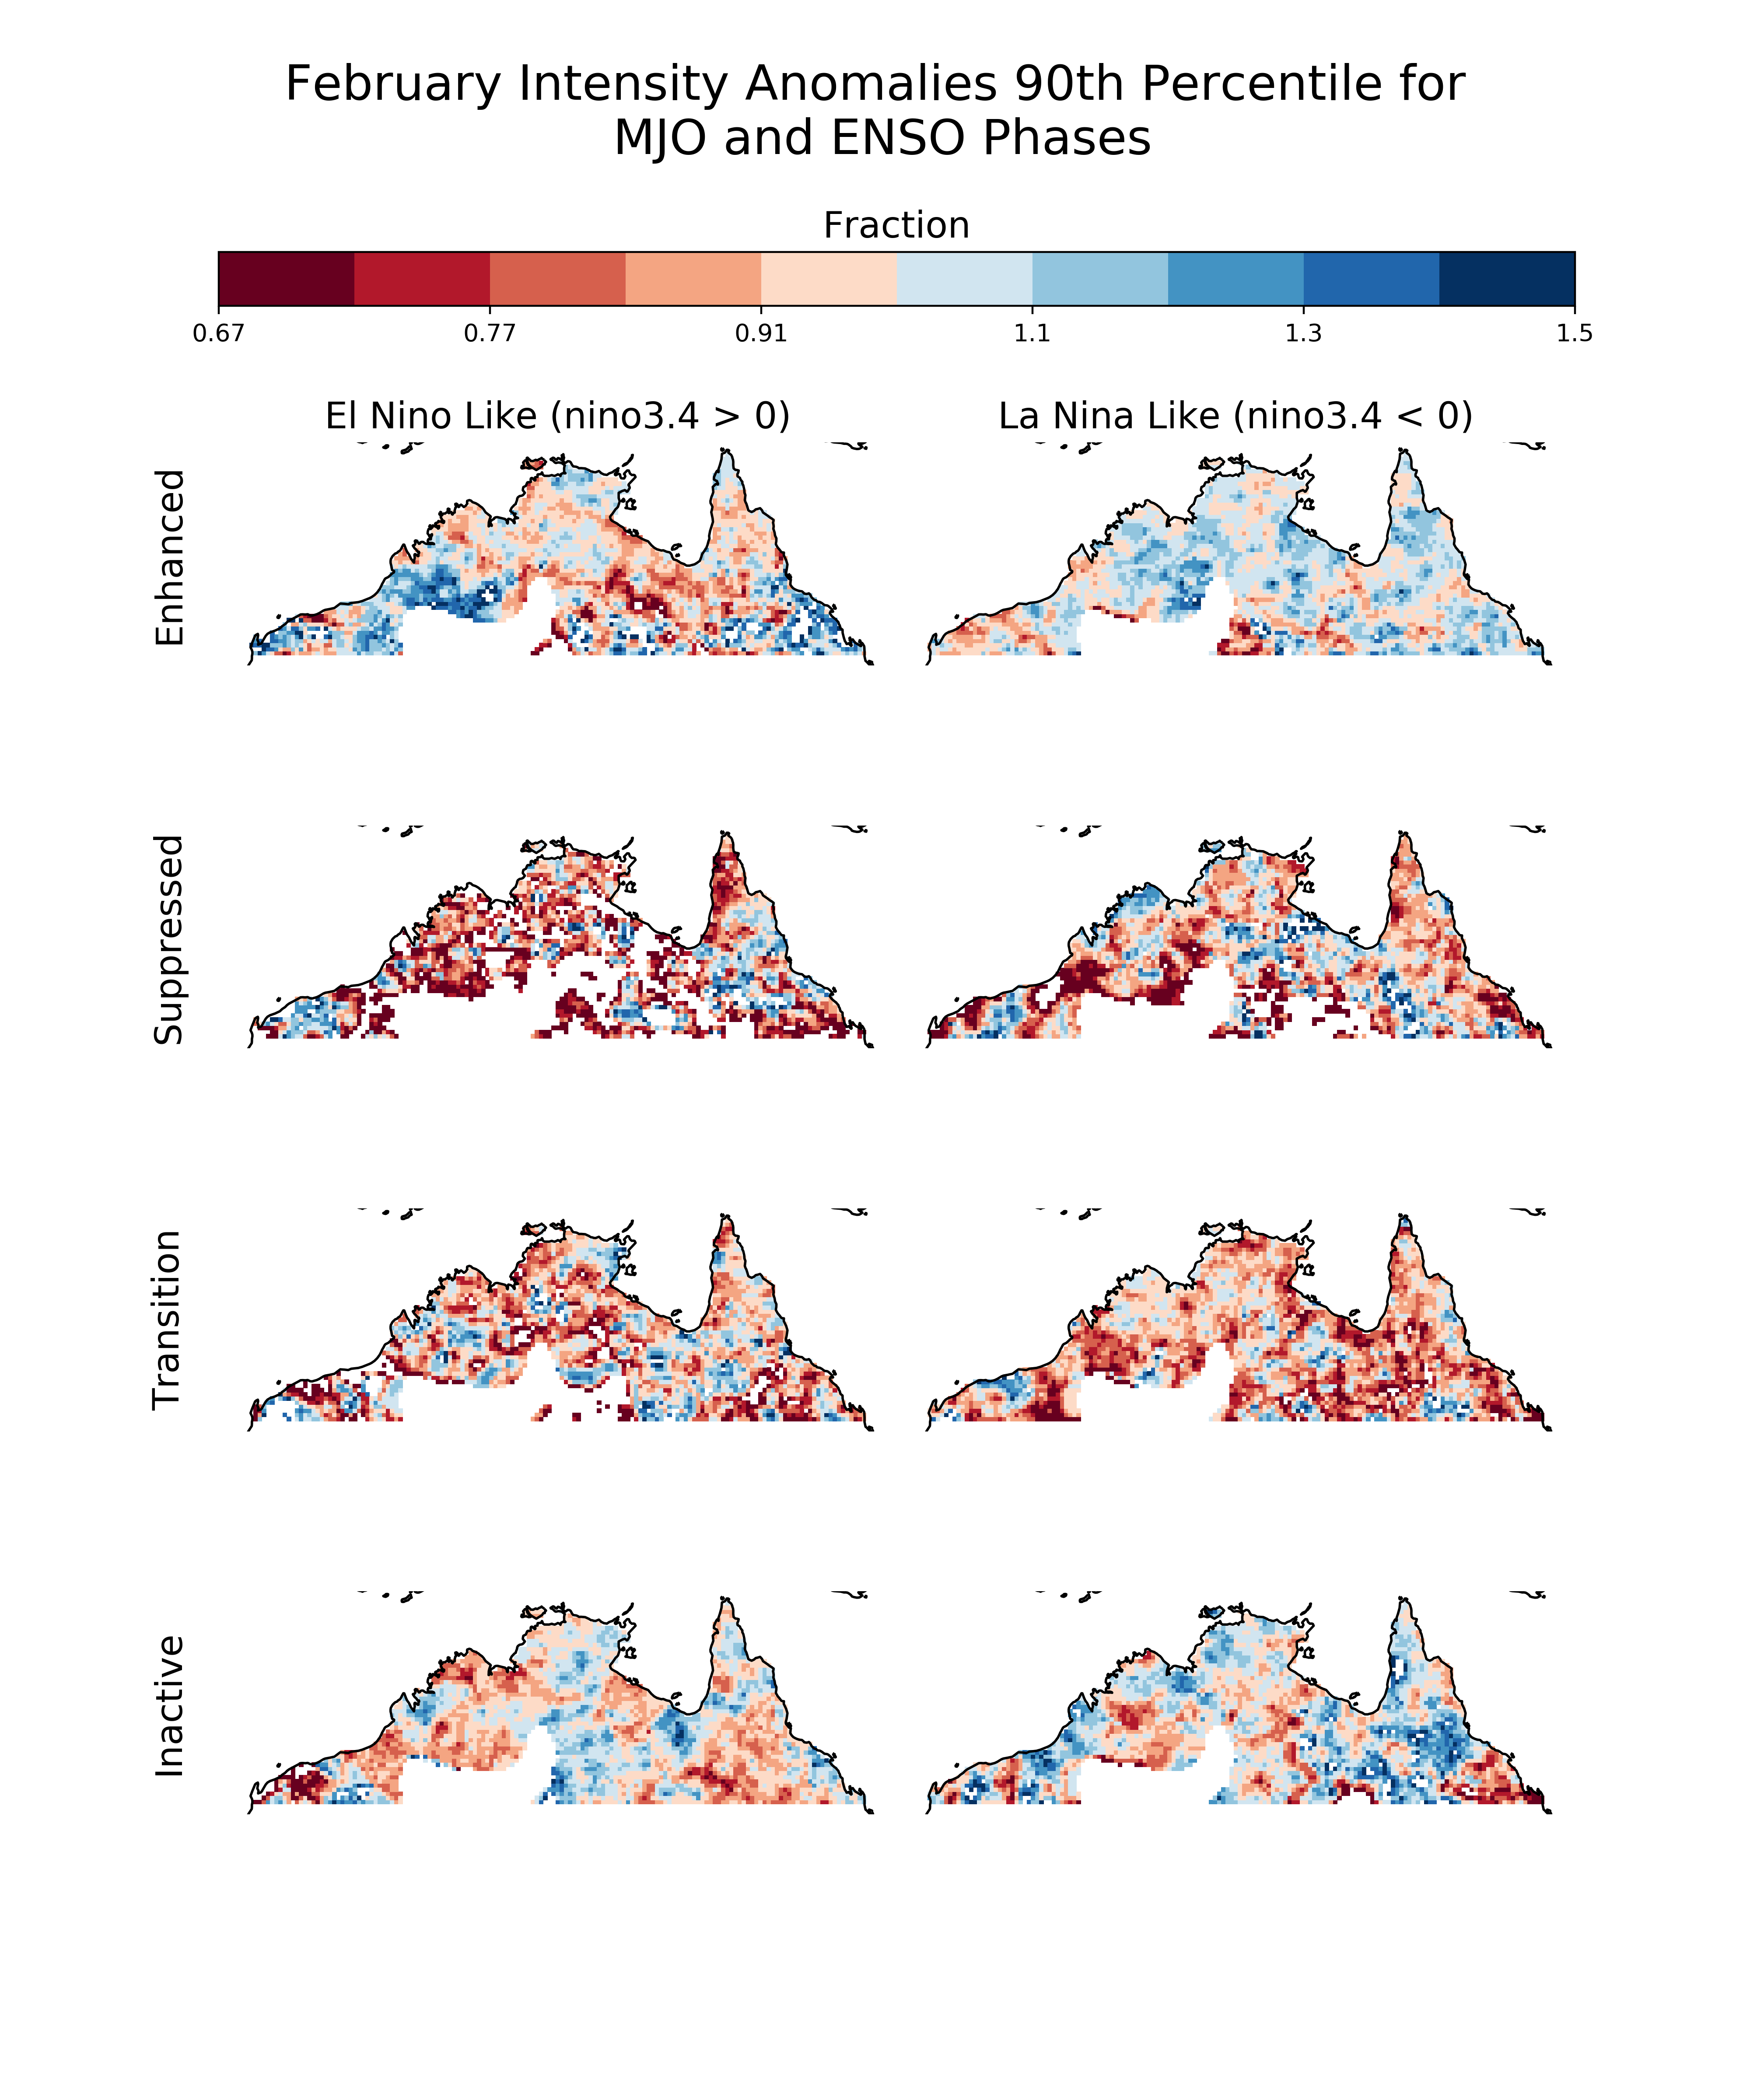 February Intensity Anomalies 90th Percentile for
MJO and ENSO Phases
Fraction
0.67 0.77 0.91 1.1 1.3 1.5
El Nino Like (nino3.4 > 0) La Nina Like (nino3.4 < 0)
Enhanced
Suppressed
Transition
Inactive